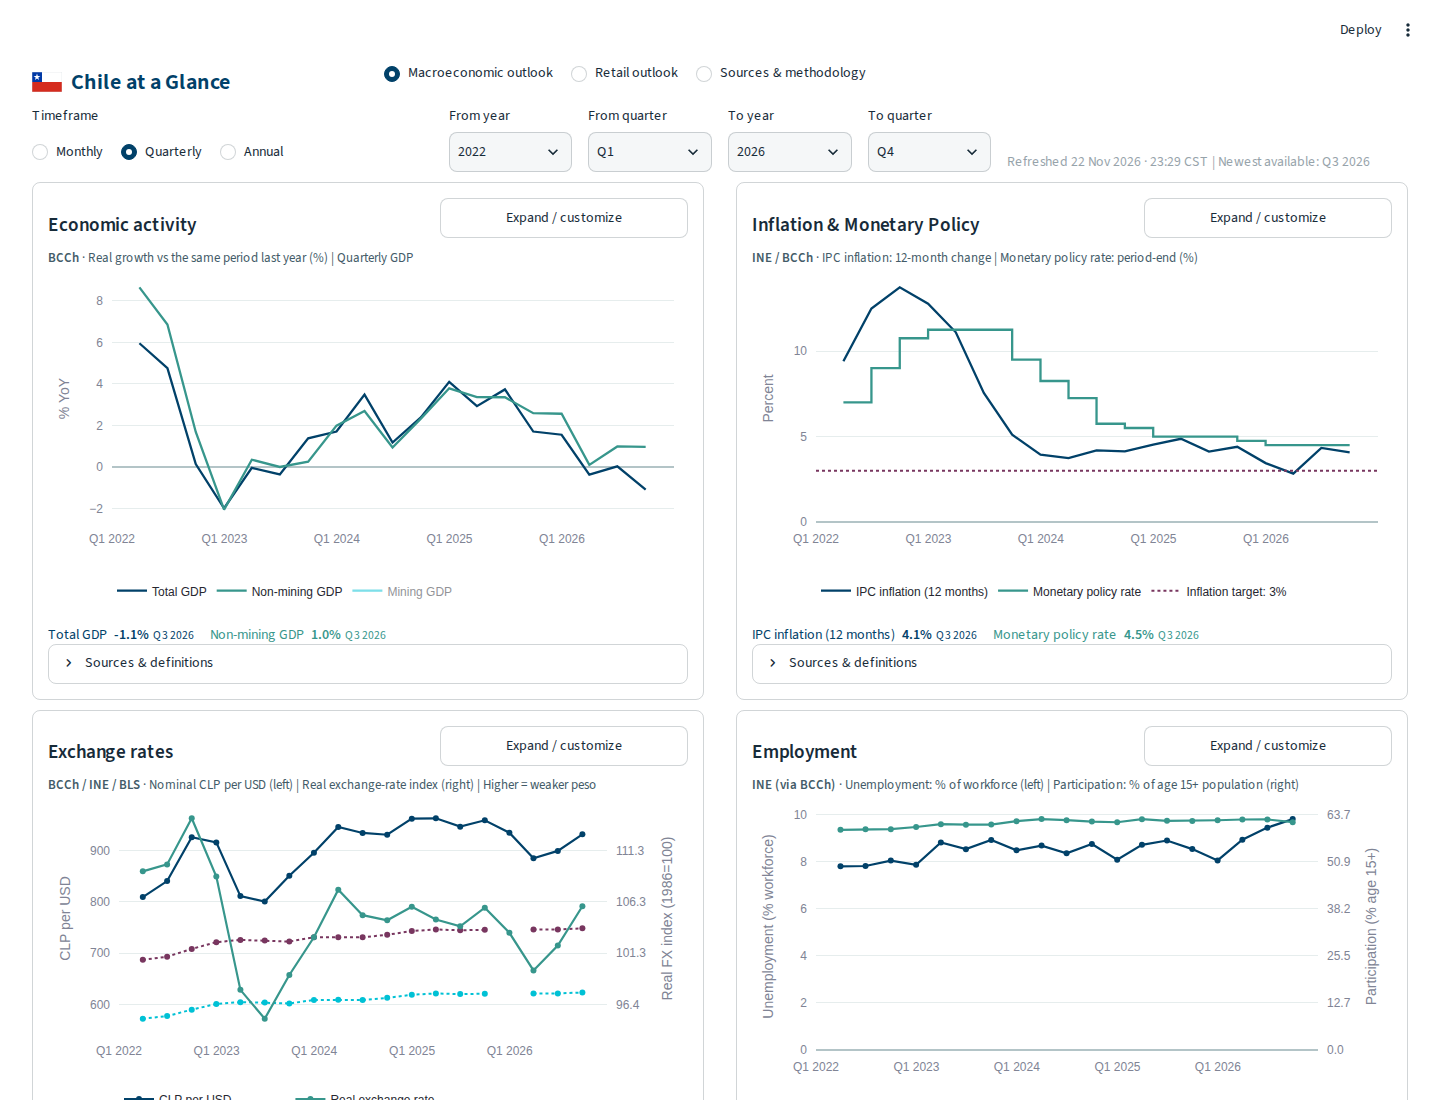 Deploy
Chile at a Glance
Macroeconomic outlook Retail outlook Sources & methodology
Timeframe
Monthly Quarterly Annual
From year From quarter To year To quarter
2022 Q1 2026 Q4
Refreshed 22 Nov 2026 · 23:29 CST | Newest available: Q3 2026
Economic activity
Expand / customize
BCCh · Real growth vs the same period last year (%) | Quarterly GDP
% YoY
8
6
4
2
0
−2
Q1 2022 Q1 2023 Q1 2024 Q1 2025 Q1 2026
Total GDP Non-mining GDP Mining GDP
Total GDP -1.1% Q3 2026 Non-mining GDP 1.0% Q3 2026
Sources & definitions
Inflation & Monetary Policy
Expand / customize
INE / BCCh · IPC inflation: 12-month change | Monetary policy rate: period-end (%)
Percent
10
5
0
Q1 2022 Q1 2023 Q1 2024 Q1 2025 Q1 2026
IPC inflation (12 months) Monetary policy rate Inflation target: 3%
IPC inflation (12 months) 4.1% Q3 2026 Monetary policy rate 4.5% Q3 2026
Sources & definitions
Exchange rates
Expand / customize
BCCh / INE / BLS · Nominal CLP per USD (left) | Real exchange-rate index (right) | Higher = weaker peso
CLP per USD
900
800
700
600
111.3
106.3
101.3
96.4
Real FX index (1986=100)
Q1 2022 Q1 2023 Q1 2024 Q1 2025 Q1 2026
CLP per USD Real exchange rate
Employment
Expand / customize
INE (via BCCh) · Unemployment: % of workforce (left) | Participation: % of age 15+ population (right)
Unemployment (% workforce)
10
8
6
4
2
0
63.7
50.9
38.2
25.5
12.7
0.0
Participation (% age 15+)
Q1 2022 Q1 2023 Q1 2024 Q1 2025 Q1 2026